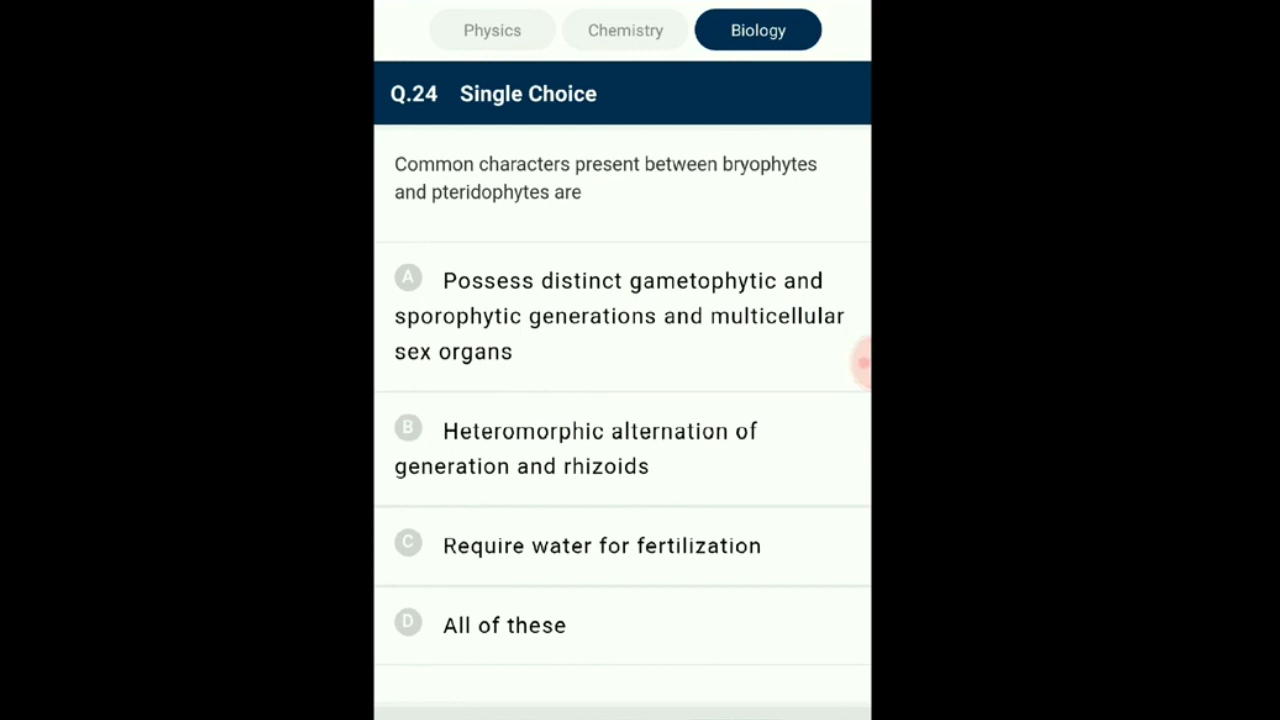 Physics Chemistry Biology
Q.24 Single Choice
Common characters present between bryophytes
and pteridophytes are
A Possess distinct gametophytic and
sporophytic generations and multicellular
sex organs
B Heteromorphic alternation of
generation and rhizoids
C Require water for fertilization
D All of these